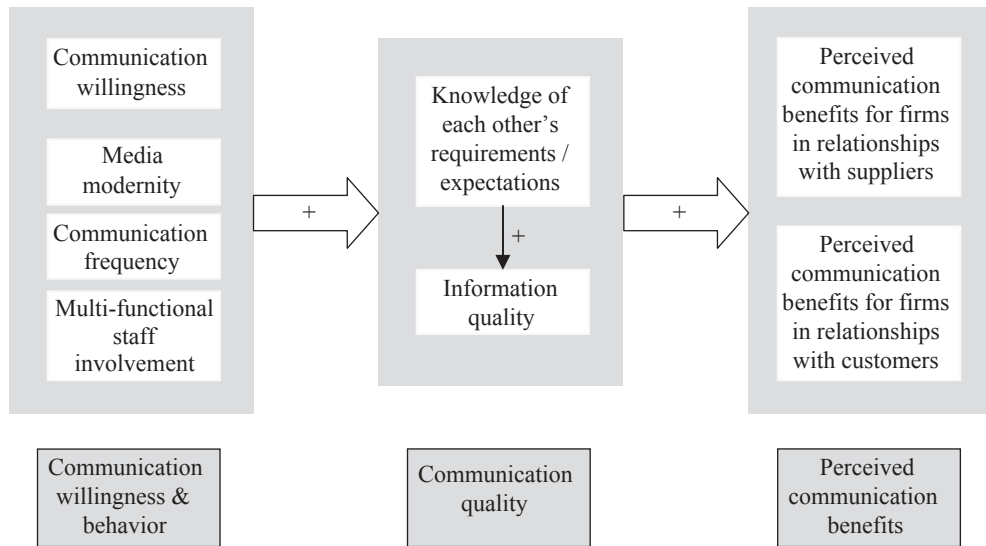 Communication
willingness
Media
modernity
Communication
frequency
Multi-functional
staff
involvement
+
Knowledge of
each other's
requirements /
expectations
+
Information
quality
+
Perceived
communication
benefits for firms
in relationships
with suppliers
Perceived
communication
benefits for firms
in relationships
with customers
Communication
willingness &
behavior
Communication
quality
Perceived
communication
benefits